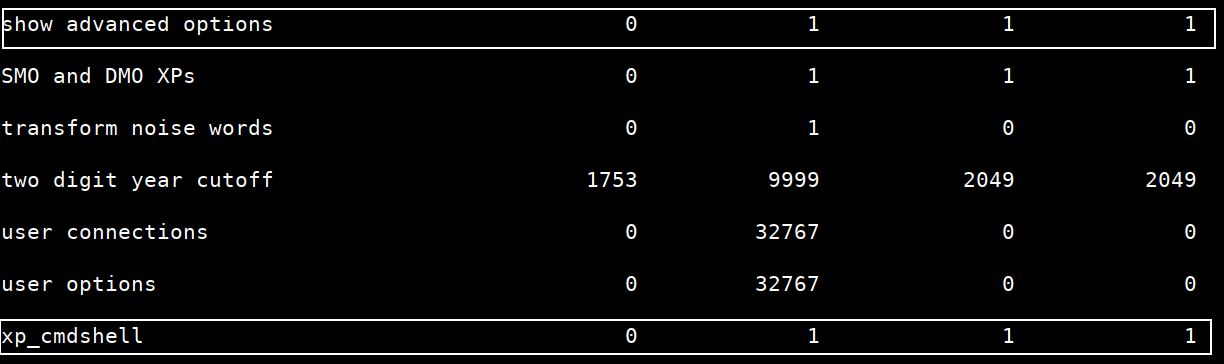 show advanced options 0 1 1 1
SMO and DMO XPs 0 1 1 1
transform noise words 0 1 0 0
two digit year cutoff 1753 9999 2049 2049
user connections 0 32767 0 0
user options 0 32767 0 0
xp_cmdshell 0 1 1 1